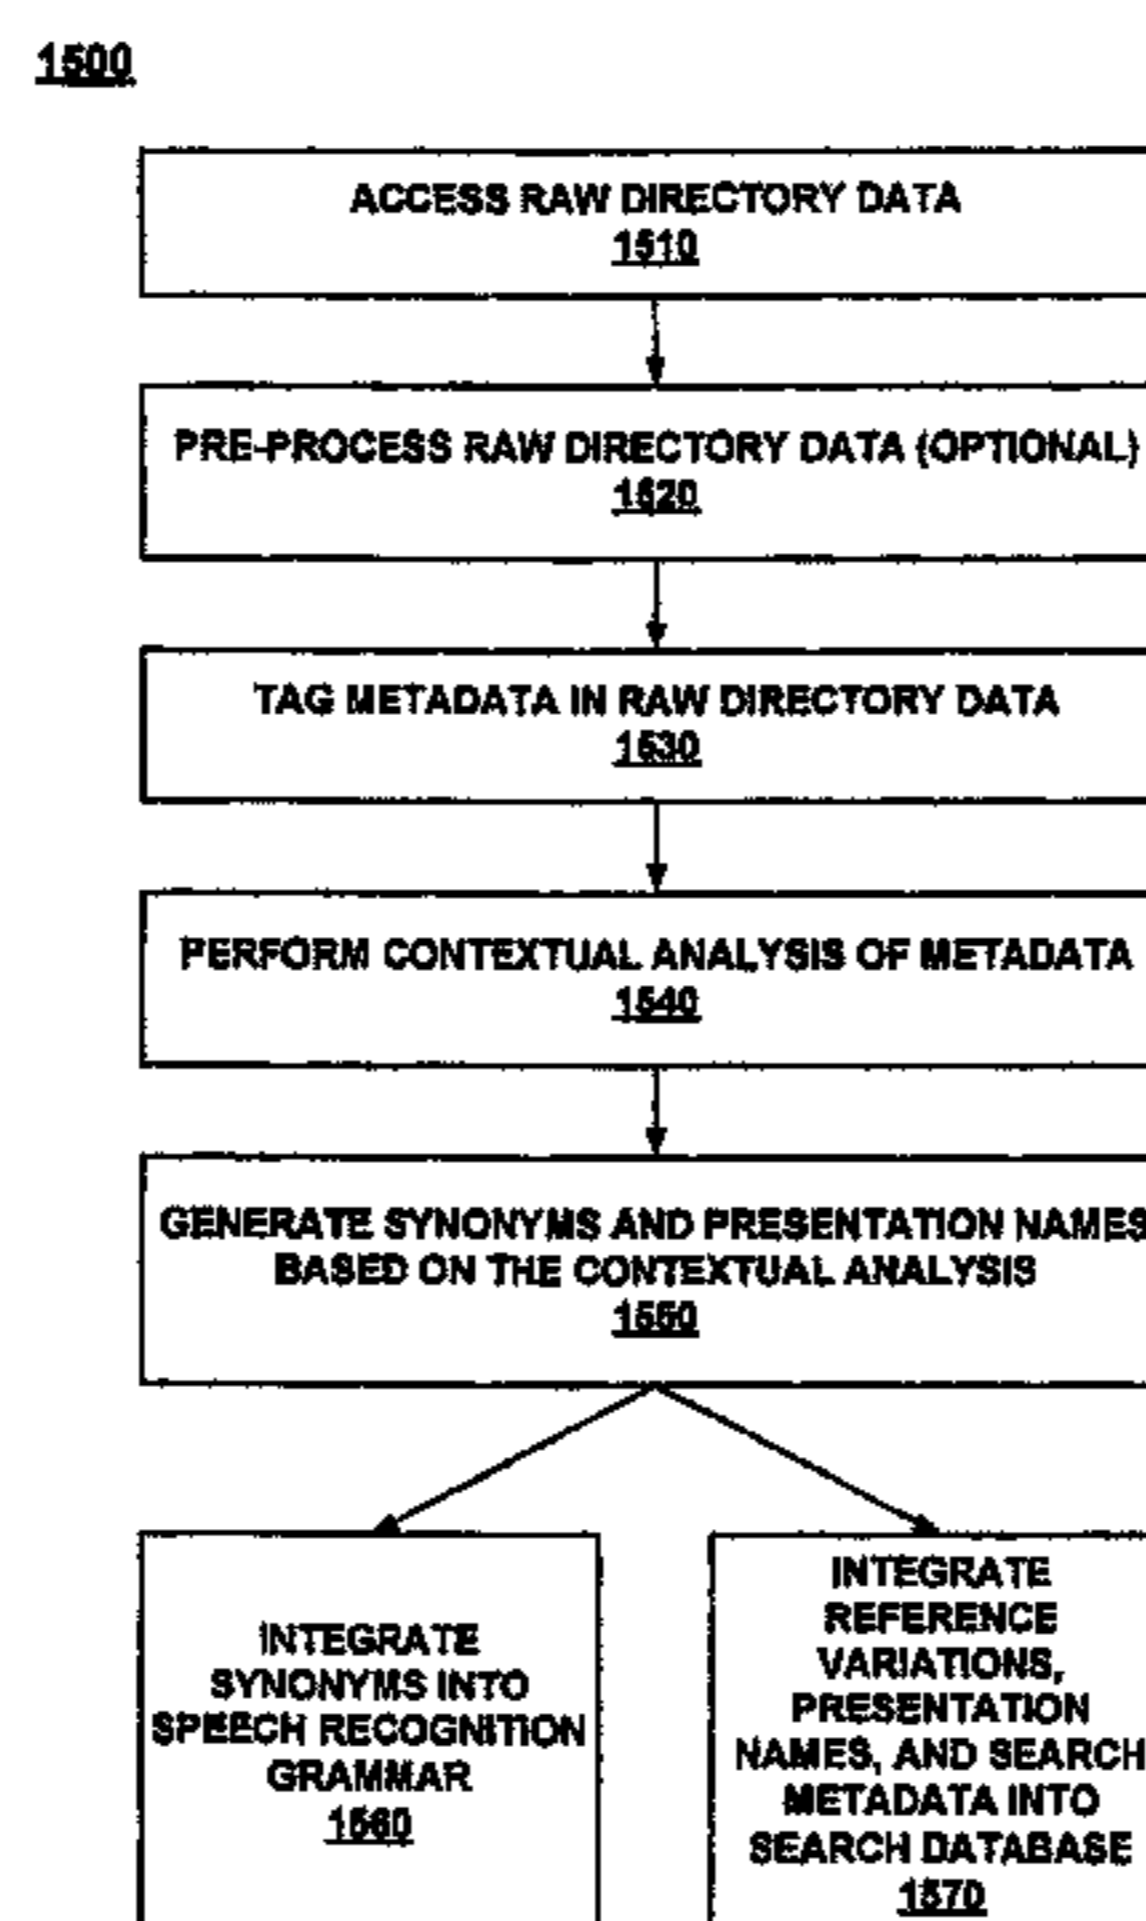 1500
ACCESS RAW DIRECTORY DATA
1510
PRE-PROCESS RAW DIRECTORY DATA (OPTIONAL)
1520
TAG METADATA IN RAW DIRECTORY DATA
1530
PERFORM CONTEXTUAL ANALYSIS OF METADATA
1540
GENERATE SYNONYMS AND PRESENTATION NAMES
BASED ON THE CONTEXTUAL ANALYSIS
1550
INTEGRATE
SYNONYMS INTO
SPEECH RECOGNITION
GRAMMAR
1560
INTEGRATE
REFERENCE
VARIATIONS,
PRESENTATION
NAMES, AND SEARCH
METADATA INTO
SEARCH DATABASE
1570